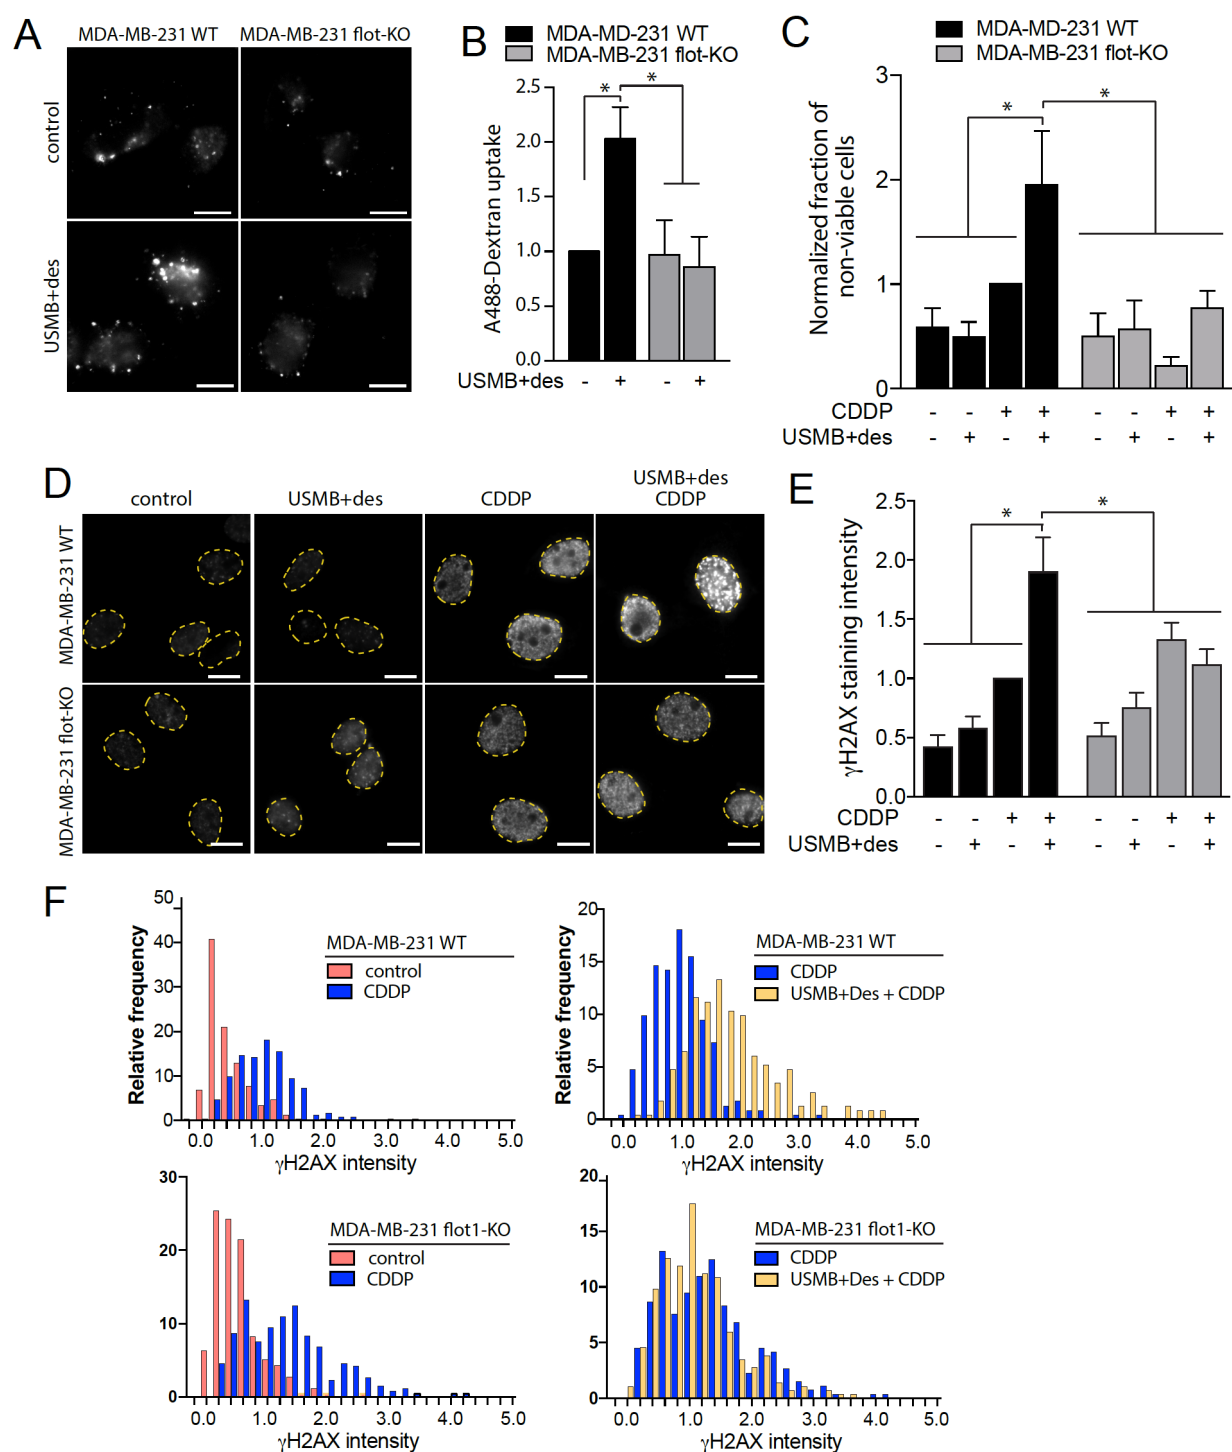 A
MDA-MB-231 WT
MDA-MB-231 flot-KO
control
USMB+des
B
MDA-MD-231 WT
MDA-MB-231 flot-KO
A488-Dextran uptake
2.5
2.0
1.5
1.0
0.5
0.0
*
*
USMB+des - + - +
C
MDA-MD-231 WT
MDA-MB-231 flot-KO
Normalized fraction of
non-viable cells
3
2
1
0
*
*
CDDP - - + + - - + +
USMB+des - + - + - + - +
D
control
USMB+des
CDDP
USMB+des
CDDP
MDA-MB-231 WT
MDA-MB-231 flot-KO
E
γH2AX staining intensity
2.5
2.0
1.5
1.0
0.5
0.0
*
*
CDDP - - + + - - + +
USMB+des - + - + - + - +
F
Relative frequency
50
40
30
20
10
0
MDA-MB-231 WT
control
CDDP
0.0 1.0 2.0 3.0 4.0 5.0
γH2AX intensity
Relative frequency
20
15
10
5
0
MDA-MB-231 WT
CDDP
USMB+Des + CDDP
0.0 1.0 2.0 3.0 4.0 5.0
γH2AX intensity
30
20
10
0
MDA-MB-231 flot1-KO
control
CDDP
0.0 1.0 2.0 3.0 4.0 5.0
γH2AX intensity
20
15
10
5
0
MDA-MB-231 flot1-KO
CDDP
USMB+Des + CDDP
0.0 1.0 2.0 3.0 4.0 5.0
γH2AX intensity